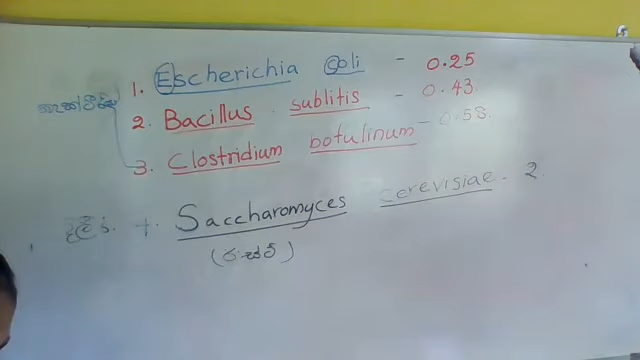 1. Escherichia Coli - 0.25
2. Bacillus sublitis - 0.43
බැක්ටීරියා
3. Clostridium botulinum - 0.58.
දිලීර. + Saccharomyces cerevisiae. 2.